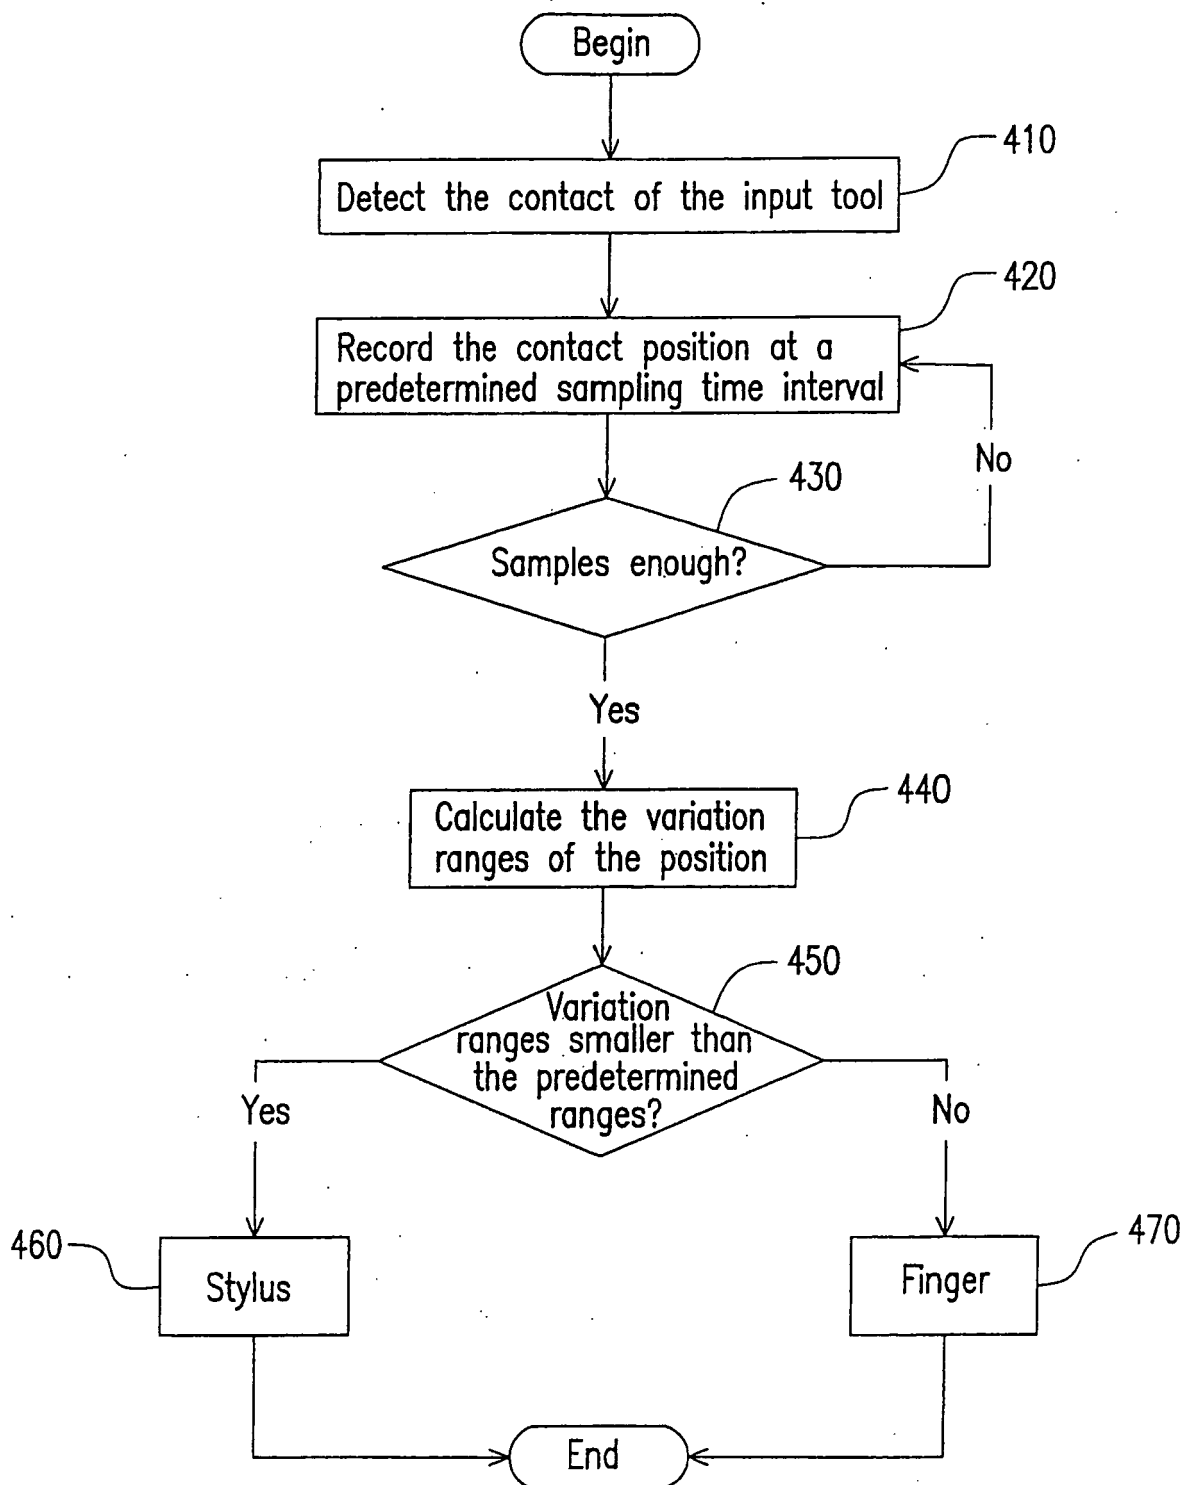 Begin
410
Detect the contact of the input tool
420
Record the contact position at a
predetermined sampling time interval
No
430
Samples enough?
Yes
440
Calculate the variation
ranges of the position
450
Variation
ranges smaller than
the predetermined
ranges?
Yes
No
460
Stylus
470
Finger
End